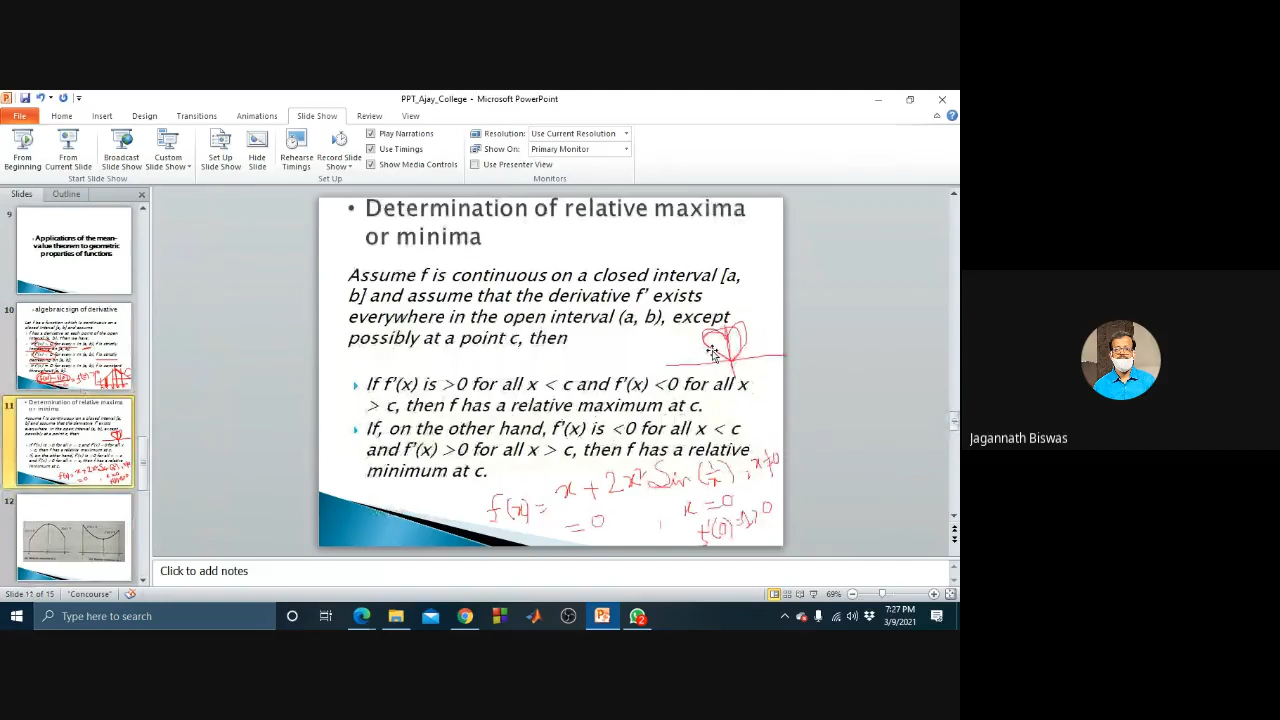 PPT_Ajay_College - Microsoft PowerPoint
File Home Insert Design Transitions Animations Slide Show Review View
From Beginning
From Current Slide
Broadcast Slide Show
Custom Slide Show
Start Slide Show
Set Up Slide Show
Hide Slide
Rehearse Timings
Record Slide Show
Play Narrations
Use Timings
Show Media Controls
Set Up
Resolution: Use Current Resolution
Show On: Primary Monitor
Use Presenter View
Monitors
Slides Outline
9
Applications of the mean-
value theorem to geometric
properties of functions
10
algebraic sign of derivative
11
Determination of relative maxima
or minima
12
• Determination of relative maxima
or minima
Assume f is continuous on a closed interval [a,
b] and assume that the derivative f' exists
everywhere in the open interval (a, b), except
possibly at a point c, then
If f'(x) is >0 for all x < c and f'(x) <0 for all x
> c, then f has a relative maximum at c.
If, on the other hand, f'(x) is <0 for all x < c
and f'(x) >0 for all x > c, then f has a relative
minimum at c.
f(x) = x + 2x² Sin (1/x), x≠0
= 0 , x = 0
f'(0) = 1 > 0
Click to add notes
Slide 11 of 15 "Concourse" 69%
Type here to search
2
7:27 PM
3/9/2021
Jagannath Biswas